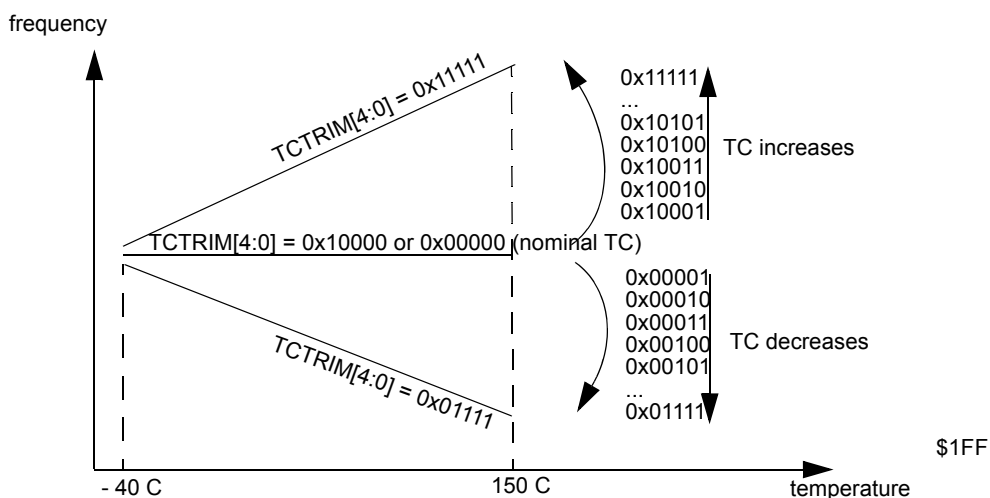 frequency
TCTRIM[4:0] = 0x11111
0x11111
...
0x10101
0x10100
0x10011
0x10010
0x10001
TC increases
TCTRIM[4:0] = 0x10000 or 0x00000 (nominal TC)
0x00001
0x00010
0x00011
0x00100
0x00101
...
0x01111
TC decreases
TCTRIM[4:0] = 0x01111
$1FF
- 40 C
150 C
temperature